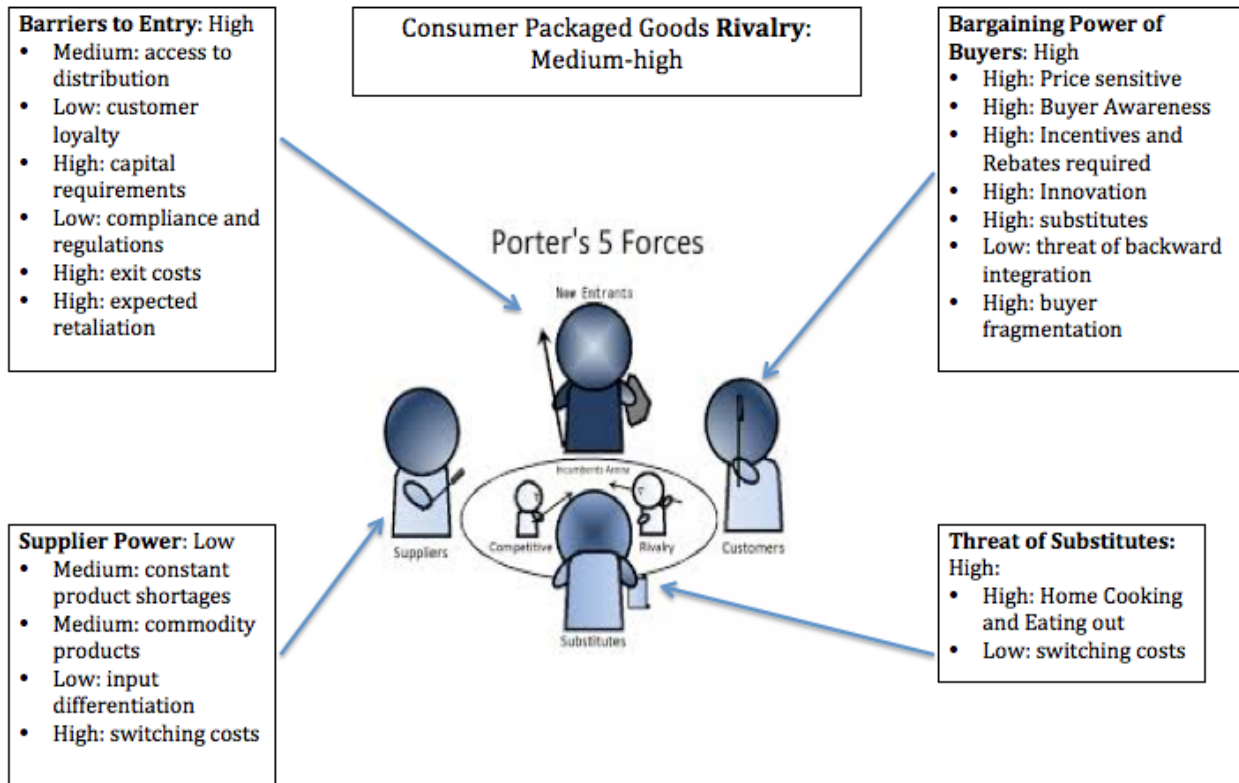 Barriers to Entry: High
• Medium: access to
distribution
• Low: customer
loyalty
• High: capital
requirements
• Low: compliance and
regulations
• High: exit costs
• High: expected
retaliation
Consumer Packaged Goods Rivalry:
Medium-high
Bargaining Power of
Buyers: High
• High: Price sensitive
• High: Buyer Awareness
• High: Incentives and
Rebates required
• High: Innovation
• High: substitutes
• Low: threat of backward
integration
• High: buyer
fragmentation
Porter's 5 Forces
New Entrants
Incumbents Arena
Suppliers
Competitive
Rivalry
Customers
Substitutes
Supplier Power: Low
• Medium: constant
product shortages
• Medium: commodity
products
• Low: input
differentiation
• High: switching costs
Threat of Substitutes:
High:
• High: Home Cooking
and Eating out
• Low: switching costs